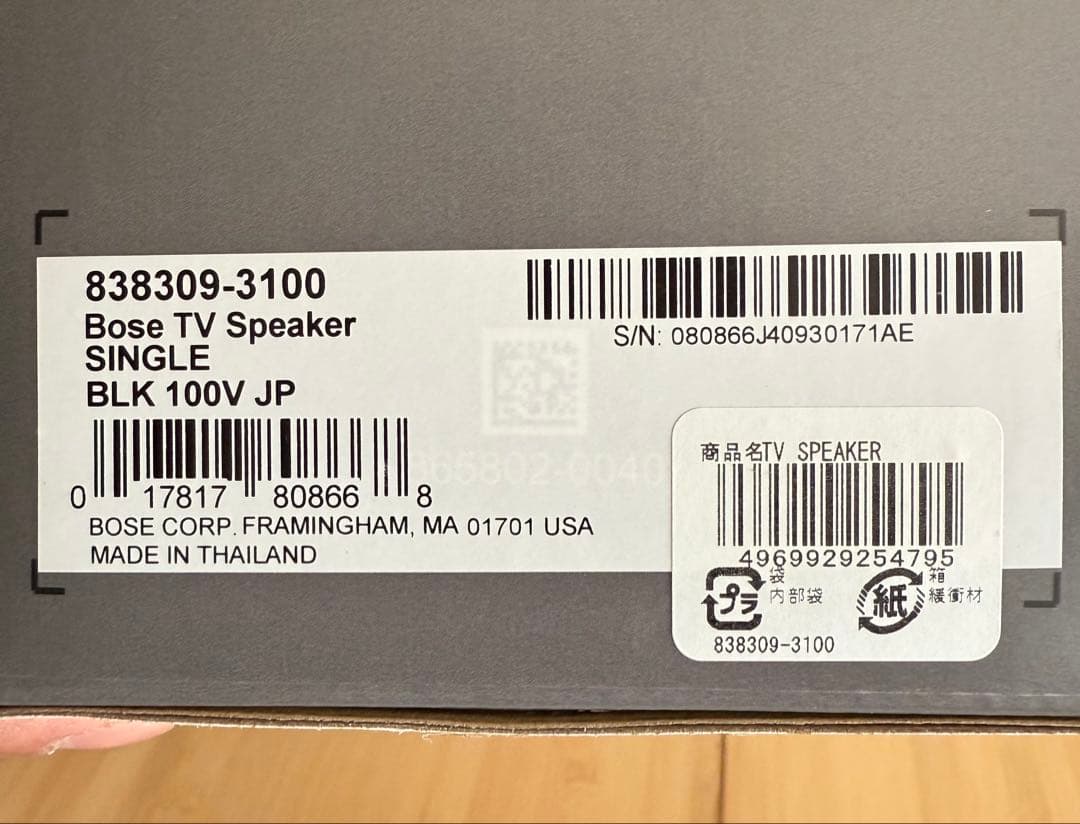 838309-3100
Bose TV Speaker
SINGLE
BLK 100V JP
0 17817 80866 8
BOSE CORP. FRAMINGHAM, MA 01701 USA
MADE IN THAILAND
S/N: 080866J40930171AE
商品名TV SPEAKER
4969929254795
プラ
袋
内部袋
紙
箱
緩衝材
838309-3100